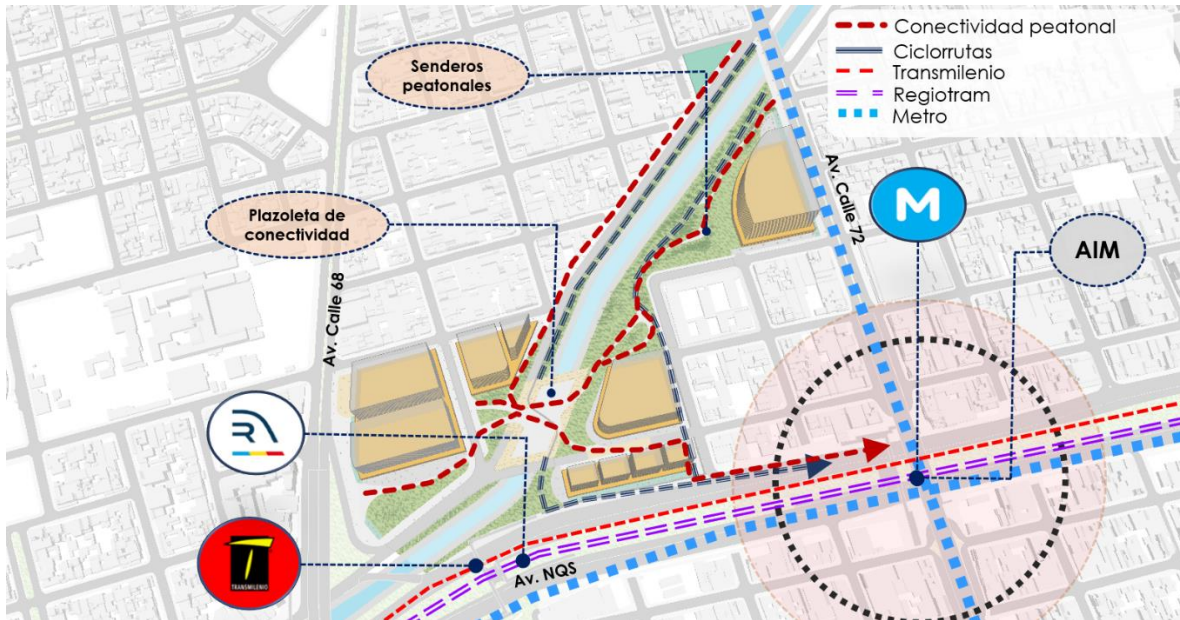 Conectividad peatonal
Ciclorrutas
Transmilenio
Regiotram
Metro
Senderos
peatonales
Plazoleta de
conectividad
Av. Calle 68
Av. Calle 72
M
AIM
TRANSMILENIO
Av. NQS